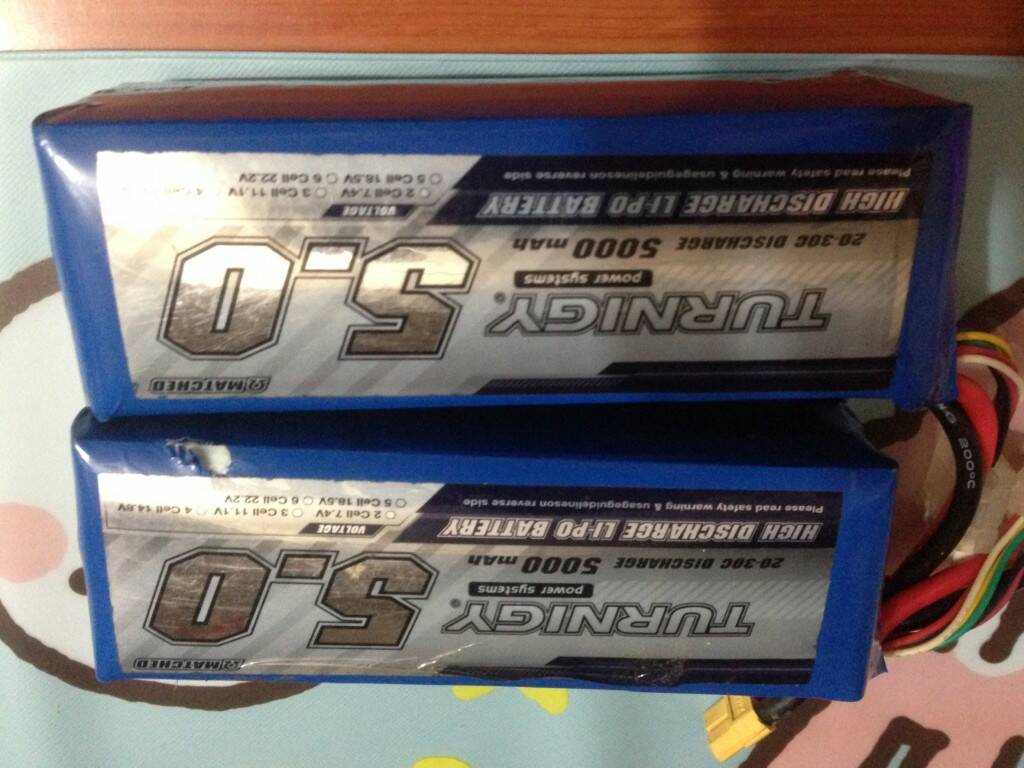 Ω MATCHED
TURNIGY® 5.0
power systems
20-30C DISCHARGE 5000 mAh
HIGH DISCHARGE LI-PO BATTERY VOLTAGE
2 Cell 7.4V 3 Cell 11.1V 4 Cell 14.8V
Please read safety warning & usageguidelineson reverse side 5 Cell 18.5V 6 Cell 22.2V
Ω MATCHED
TURNIGY® 5.0
power systems
20-30C DISCHARGE 5000 mAh
HIGH DISCHARGE LI-PO BATTERY VOLTAGE
2 Cell 7.4V 3 Cell 11.1V 4 Cell
Please read safety warning & usageguidelineson reverse side 5 Cell 18.5V 6 Cell 22.2V
200°C